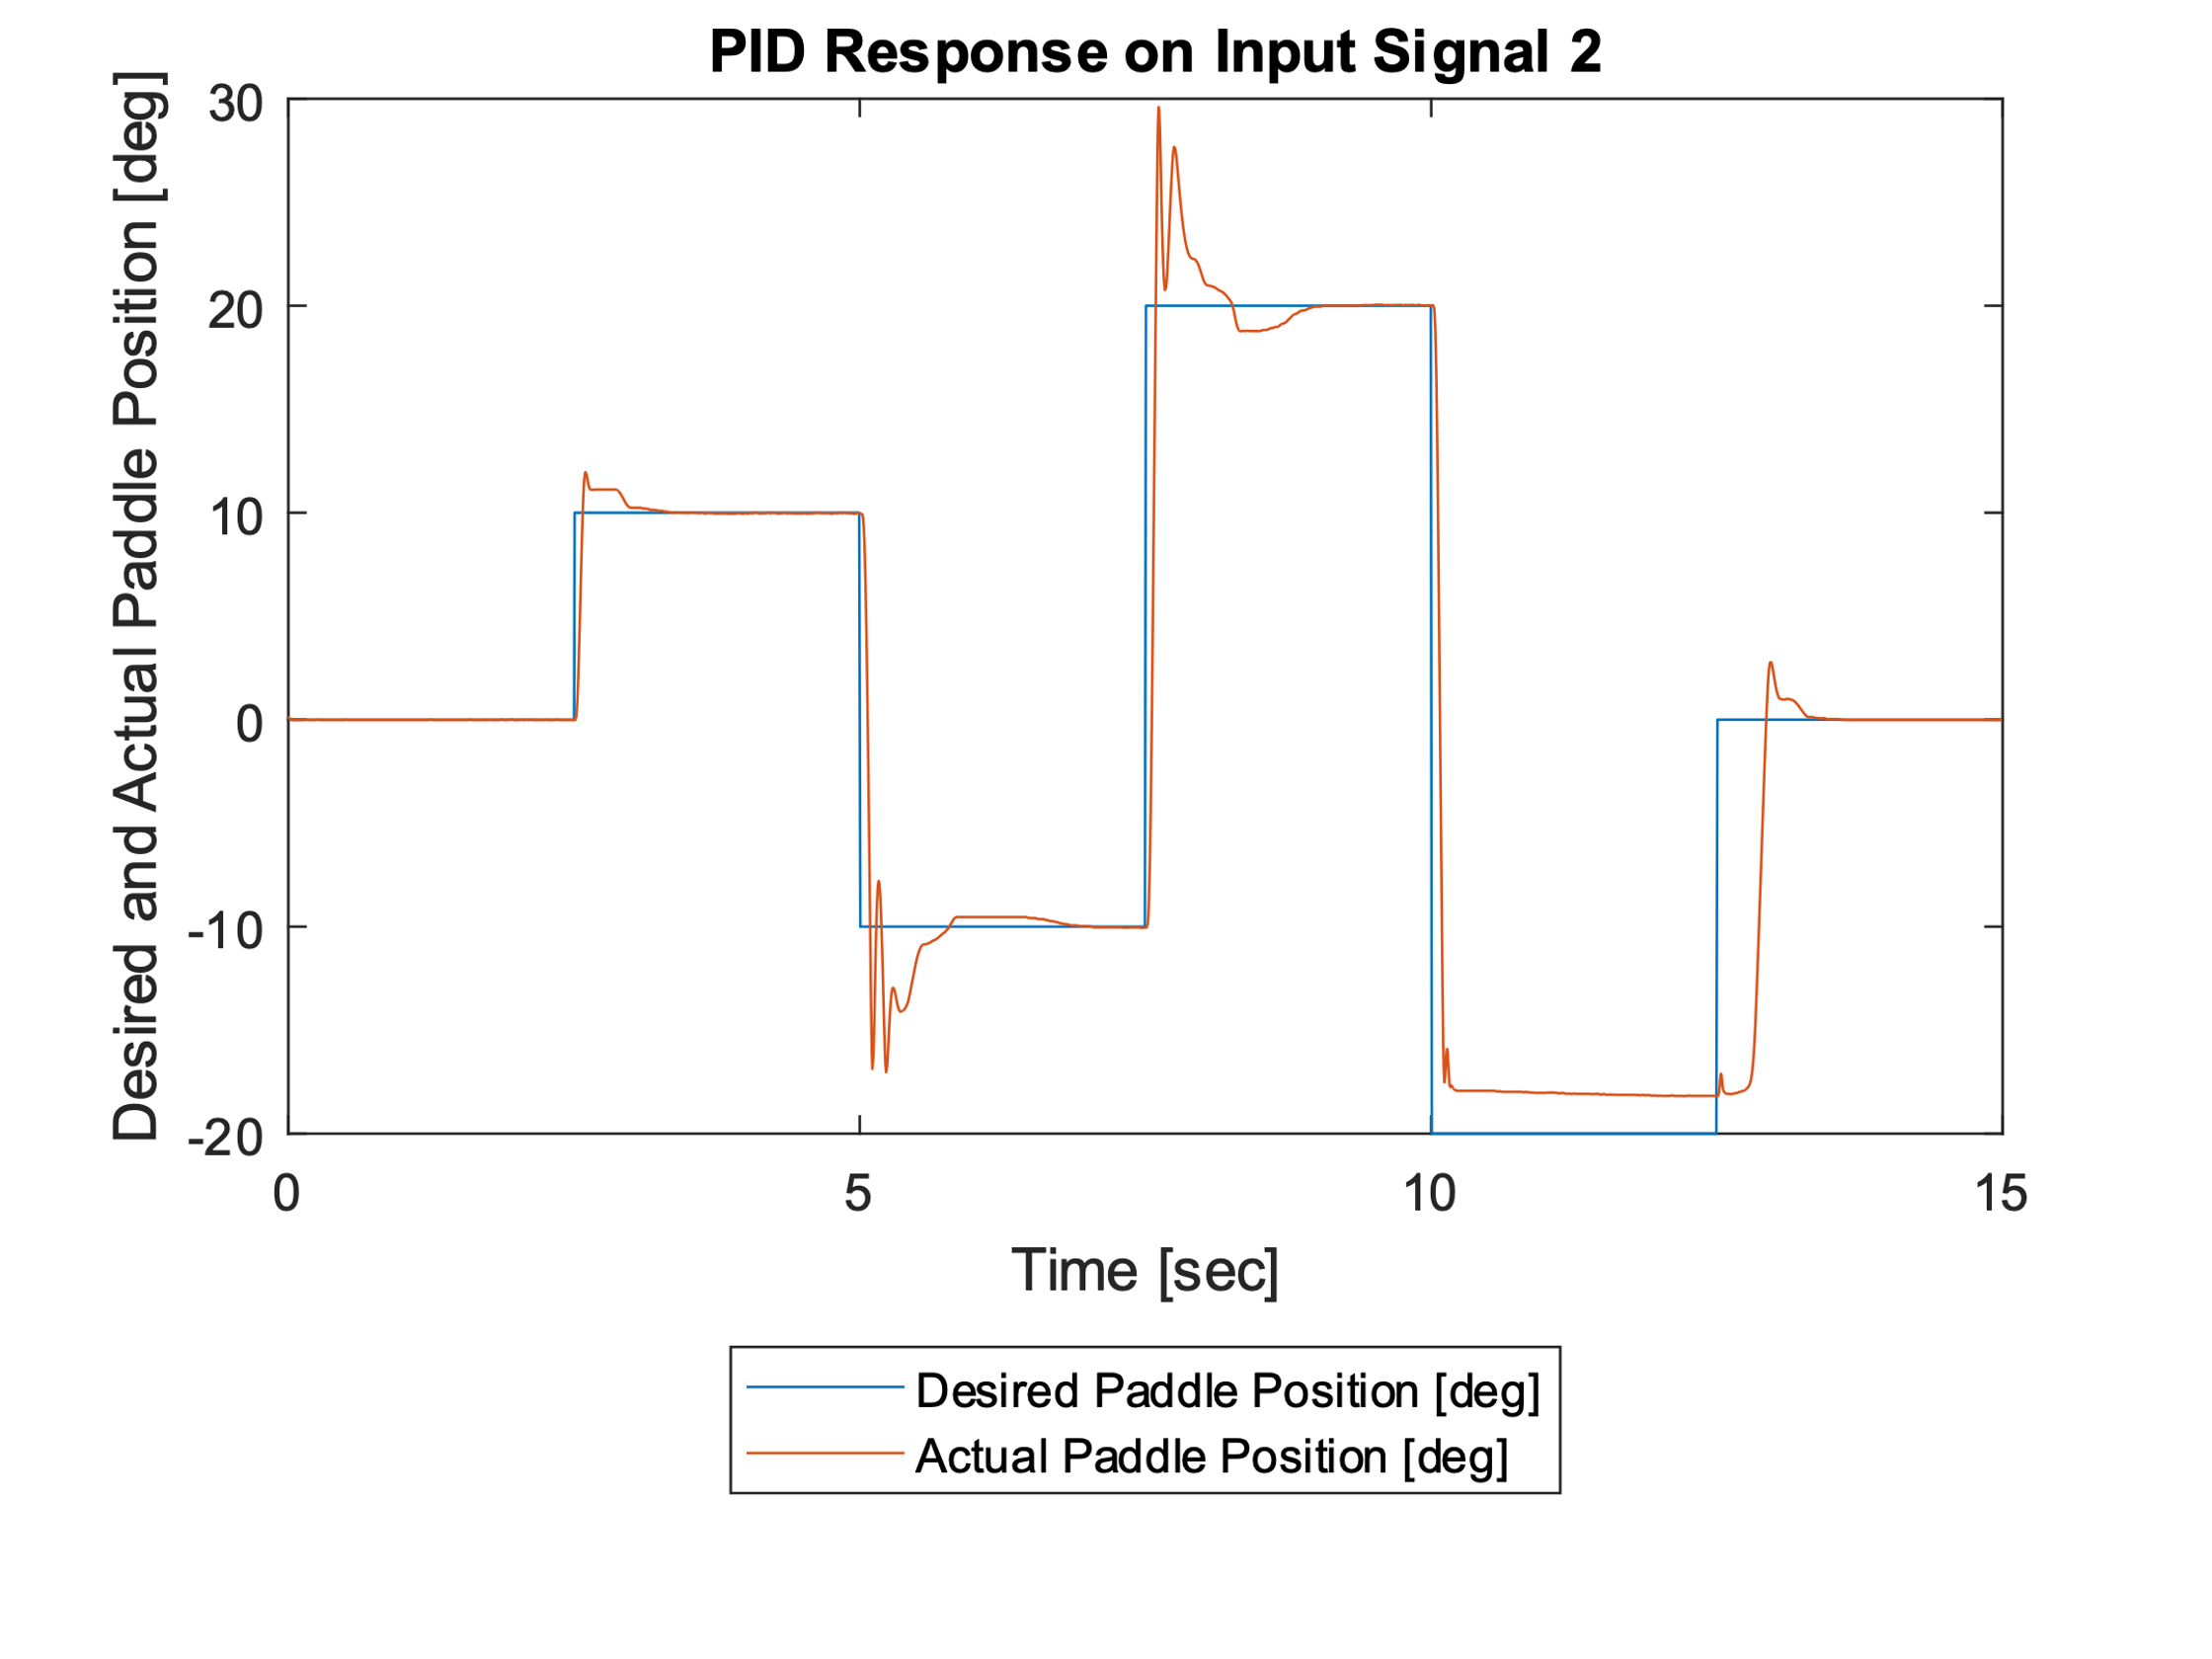 PID Response on Input Signal 2
Desired and Actual Paddle Position [deg]
30
20
10
0
-10
-20
0
5
10
15
Time [sec]
Desired Paddle Position [deg]
Actual Paddle Position [deg]